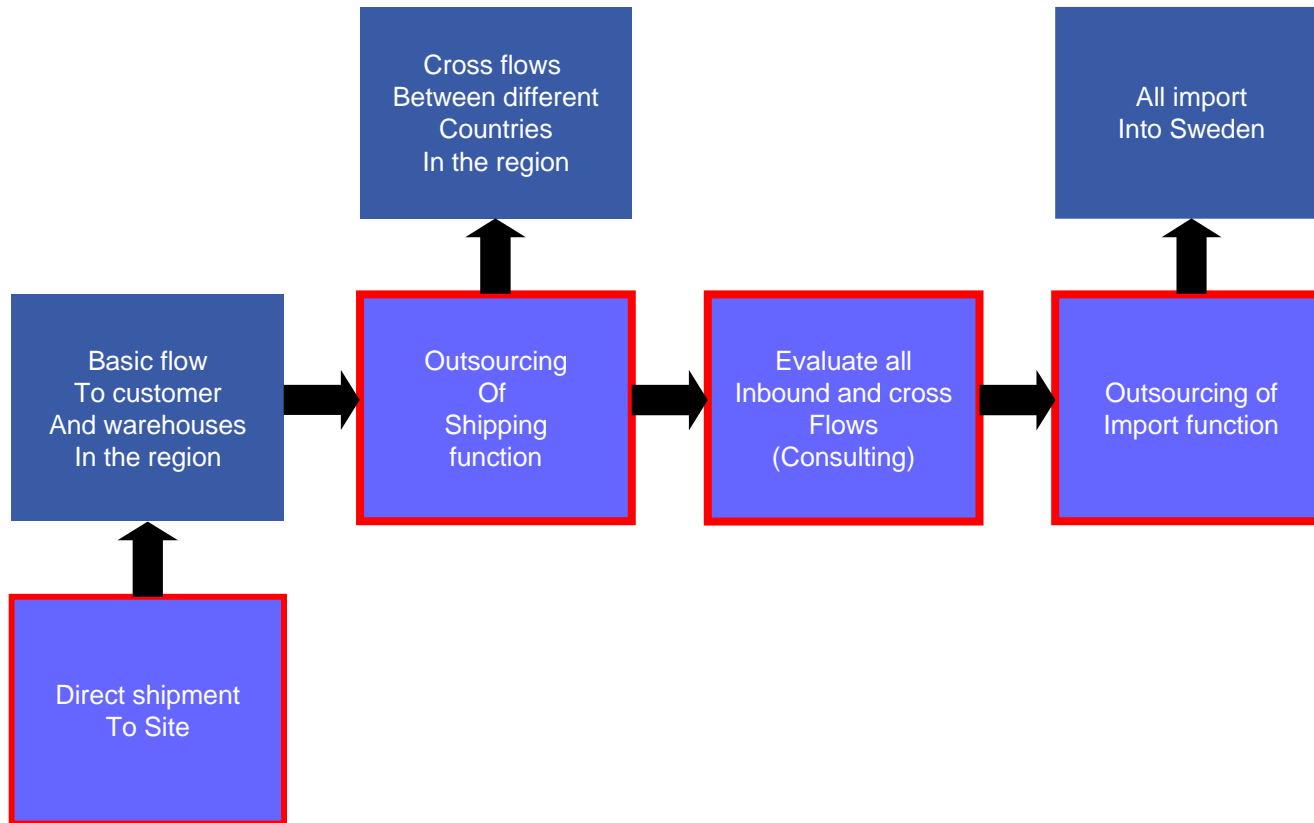 Cross flows
Between different
Countries
In the region
All import
Into Sweden
Basic flow
To customer
And warehouses
In the region
Outsourcing
Of
Shipping
function
Evaluate all
Inbound and cross
Flows
(Consulting)
Outsourcing of
Import function
Direct shipment
To Site